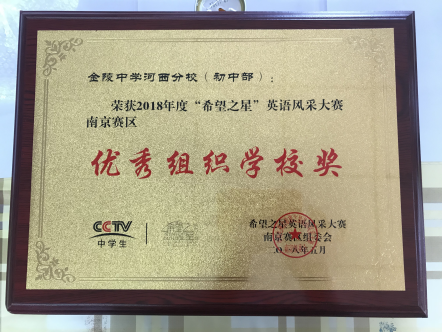 金陵中学河西分校（初中部）：
荣获2018年度“希望之星”英语风采大赛
南京赛区
优秀组织学校奖
CCTV
中学生
希望之星英语风采大赛
南京赛区组委会
二〇一八年五月